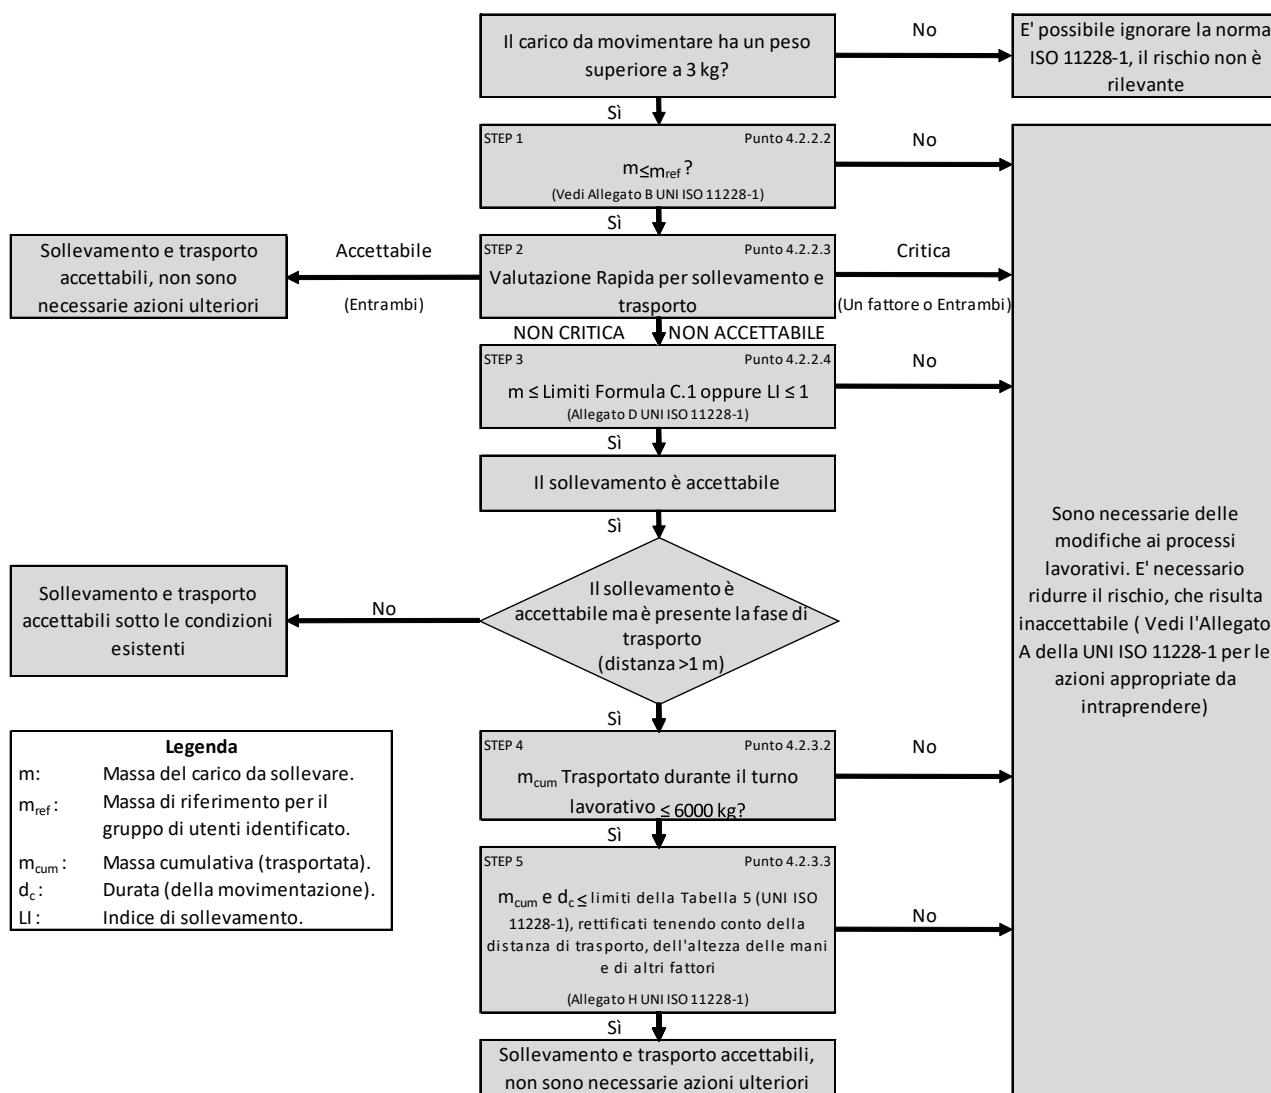 Il carico da movimentare ha un peso
superiore a 3 kg?
No
E' possibile ignorare la norma
ISO 11228-1, il rischio non è
rilevante
Sì
STEP 1 Punto 4.2.2.2
m≤mref ?
(Vedi Allegato B UNI ISO 11228-1)
No
Sì
STEP 2 Punto 4.2.2.3
Valutazione Rapida per sollevamento e
trasporto
Accettabile
(Entrambi)
Sollevamento e trasporto
accettabili, non sono
necessarie azioni ulteriori
Critica
(Un fattore o Entrambi)
NON CRITICA NON ACCETTABILE
STEP 3 Punto 4.2.2.4
m ≤ Limiti Formula C.1 oppure LI ≤ 1
(Allegato D UNI ISO 11228-1)
No
Sì
Il sollevamento è accettabile
Sì
Il sollevamento è
accettabile ma è presente la fase di
trasporto
(distanza >1 m)
No
Sollevamento e trasporto
accettabili sotto le condizioni
esistenti
Sono necessarie delle
modifiche ai processi
lavorativi. E' necessario
ridurre il rischio, che risulta
inaccettabile ( Vedi l'Allegato
A della UNI ISO 11228-1 per le
azioni appropriate da
intraprendere)
Sì
STEP 4 Punto 4.2.3.2
mcum Trasportato durante il turno
lavorativo ≤ 6000 kg?
No
Sì
STEP 5 Punto 4.2.3.3
mcum e dc ≤ limiti della Tabella 5 (UNI ISO
11228-1), rettificati tenendo conto della
distanza di trasporto, dell'altezza delle mani
e di altri fattori
(Allegato H UNI ISO 11228-1)
No
Sì
Sollevamento e trasporto accettabili,
non sono necessarie azioni ulteriori
Legenda
m: Massa del carico da sollevare.
mref : Massa di riferimento per il
gruppo di utenti identificato.
mcum : Massa cumulativa (trasportata).
dc : Durata (della movimentazione).
LI : Indice di sollevamento.